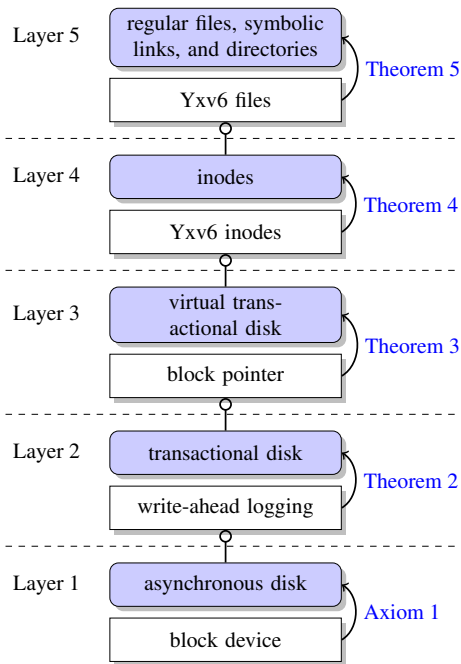 Layer 5
regular files, symbolic
links, and directories
Theorem 5
Yxv6 files
Layer 4
inodes
Theorem 4
Yxv6 inodes
Layer 3
virtual trans-
actional disk
Theorem 3
block pointer
Layer 2
transactional disk
Theorem 2
write-ahead logging
Layer 1
asynchronous disk
Axiom 1
block device